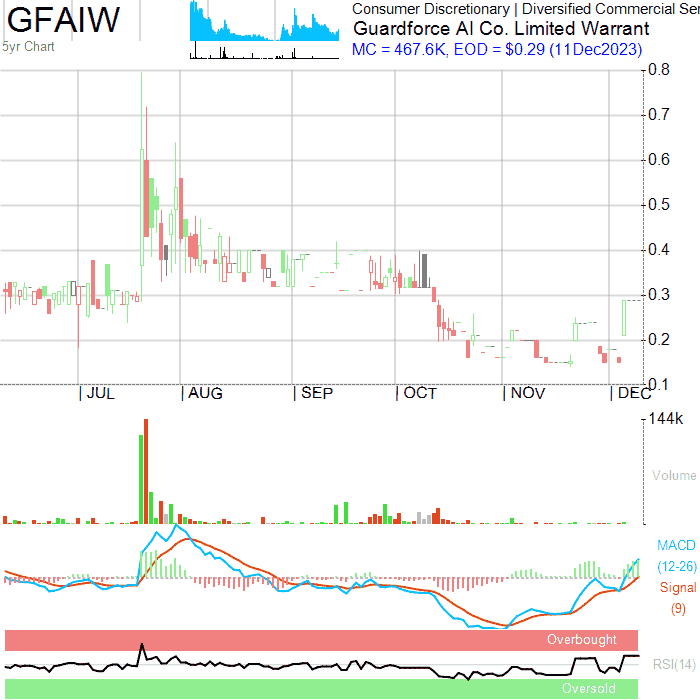 GFAIW
5yr Chart
Consumer Discretionary | Diversified Commercial Ser
Guardforce AI Co. Limited Warrant
MC = 467.6K, EOD = $0.29 (11Dec2023)
0.8
0.7
0.6
0.5
0.4
0.3
0.2
0.1
| JUL | AUG | SEP | OCT | NOV | DEC
144k
Volume
MACD
(12-26)
Signal
(9)
Overbought
RSI(14)
Oversold